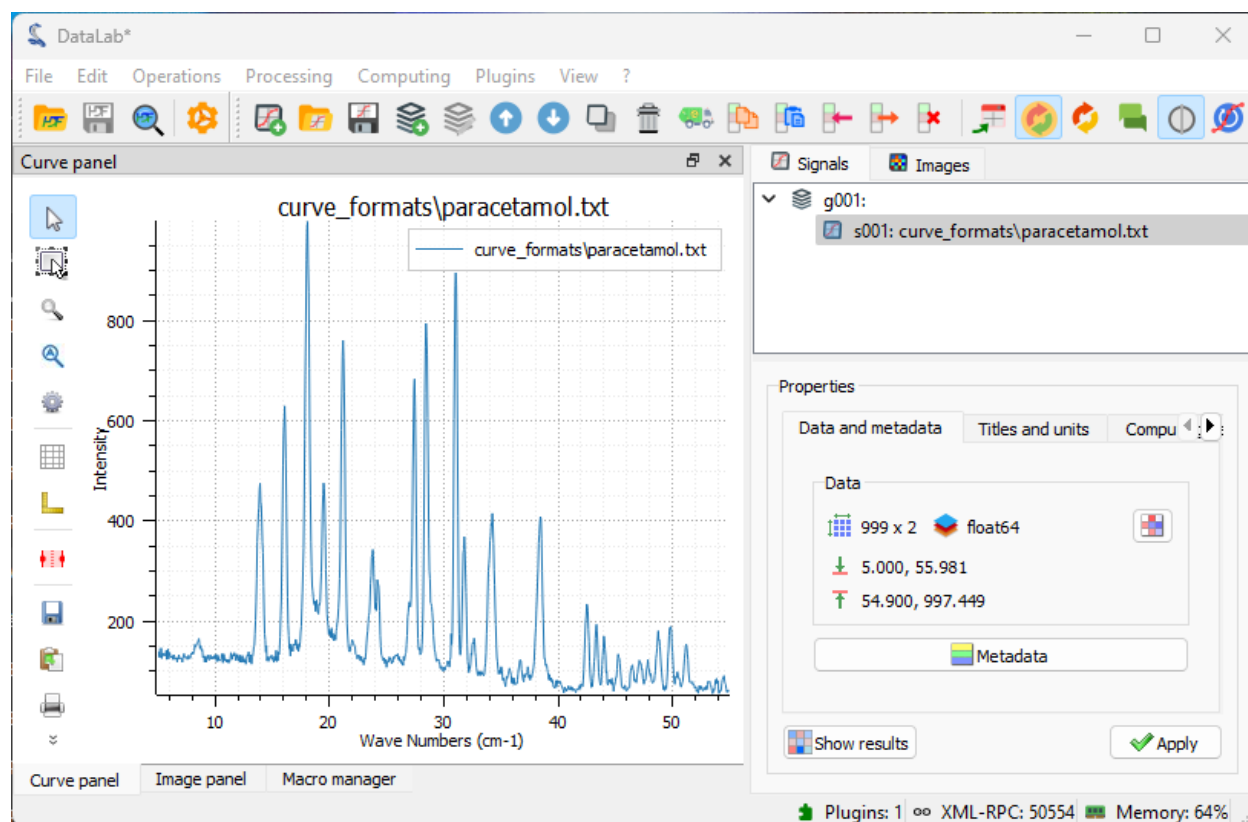 DataLab*
File Edit Operations Processing Computing Plugins View ?
Curve panel
Signals Images
g001:
s001: curve_formats\paracetamol.txt
curve_formats\paracetamol.txt
curve_formats\paracetamol.txt
800
600
400
200
Intensity
10 20 30 40 50
Wave Numbers (cm-1)
Properties
Data and metadata Titles and units
Data
999 x 2 float64
5.000, 55.981
54.900, 997.449
Metadata
Show results Apply
Curve panel Image panel Macro manager
Plugins: 1 XML-RPC: 50554 Memory: 64%